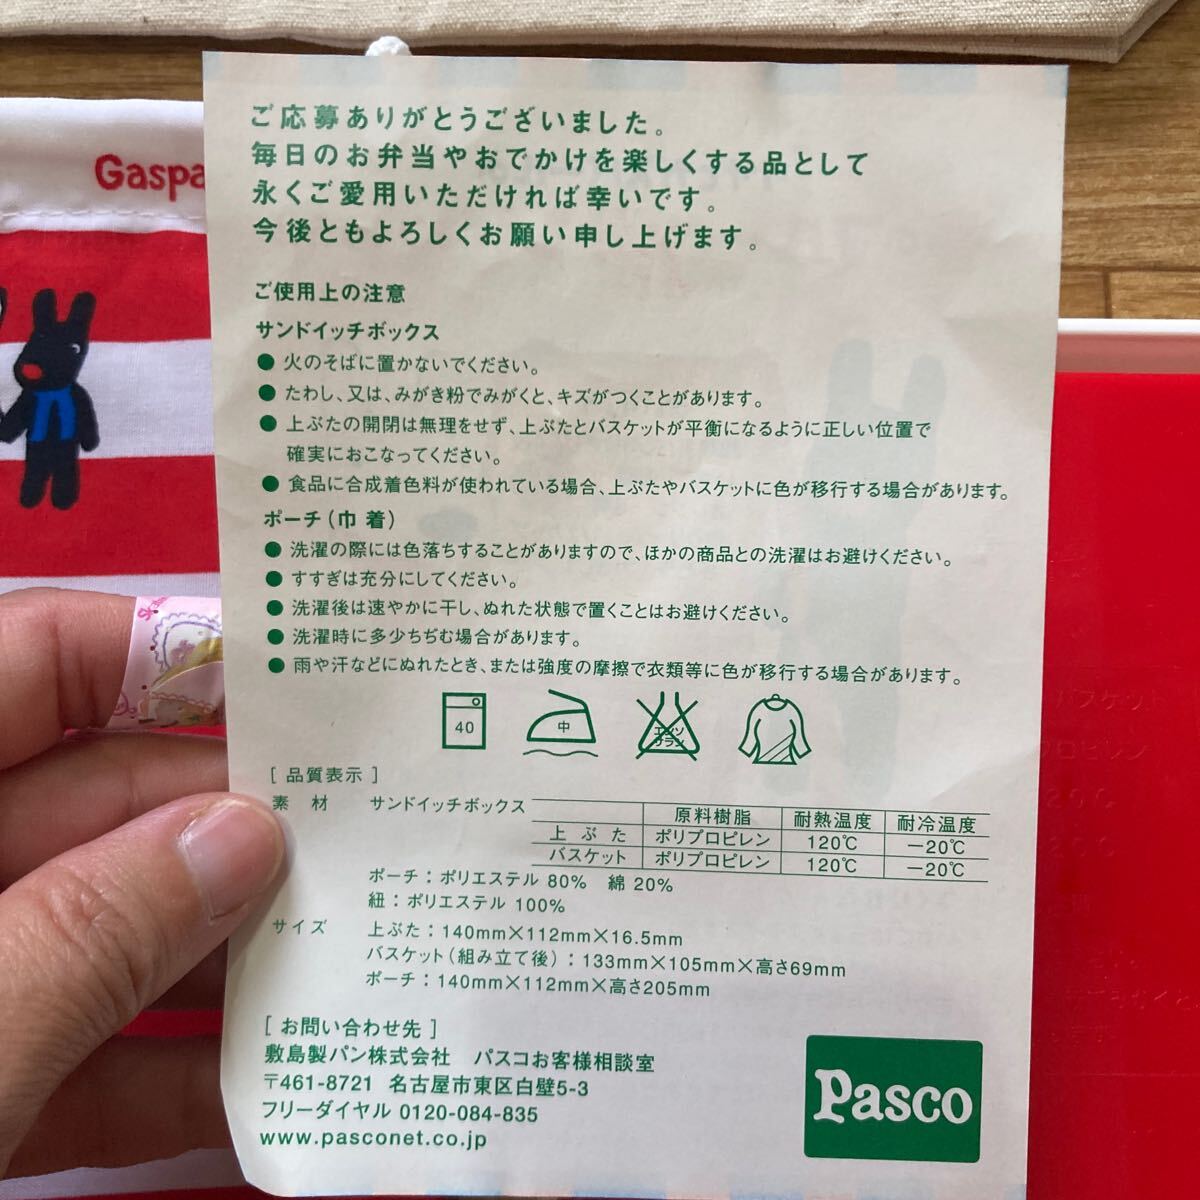 ご応募ありがとうございました。
毎日のお弁当やおでかけを楽しくする品として
永くご愛用いただければ幸いです。
今後ともよろしくお願い申し上げます。
Gaspa
ご使用上の注意
サンドイッチボックス
● 火のそばに置かないでください。
● たわし、又は、みがき粉でみがくと、キズがつくことがあります。
● 上ぶたの開閉は無理をせず、上ぶたとバスケットが平衡になるように正しい位置で
確実におこなってください。
● 食品に合成着色料が使われている場合、上ぶたやバスケットに色が移行する場合があります。
ポーチ(巾着)
● 洗濯の際には色落ちすることがありますので、ほかの商品との洗濯はお避けください。
● すすぎは充分にしてください。
● 洗濯後は速やかに干し、ぬれた状態で置くことはお避けください。
● 洗濯時に多少ちぢむ場合があります。
● 雨や汗などにぬれたとき、または強度の摩擦で衣類等に色が移行する場合があります。
40 中 エンソ
サラシ
[品質表示]
素材 サンドイッチボックス
原料樹脂 耐熱温度 耐冷温度
上ぶた ポリプロピレン 120℃ −20℃
バスケット ポリプロピレン 120℃ −20℃
ポーチ：ポリエステル 80% 綿 20%
紐：ポリエステル 100%
サイズ 上ぶた：140mm×112mm×16.5mm
バスケット(組み立て後)：133mm×105mm×高さ69mm
ポーチ：140mm×112mm×高さ205mm
[お問い合わせ先]
敷島製パン株式会社 パスコお客様相談室
〒461-8721 名古屋市東区白壁5-3
フリーダイヤル 0120-084-835
www.pasconet.co.jp
Pasco
バスケット
プロピレン